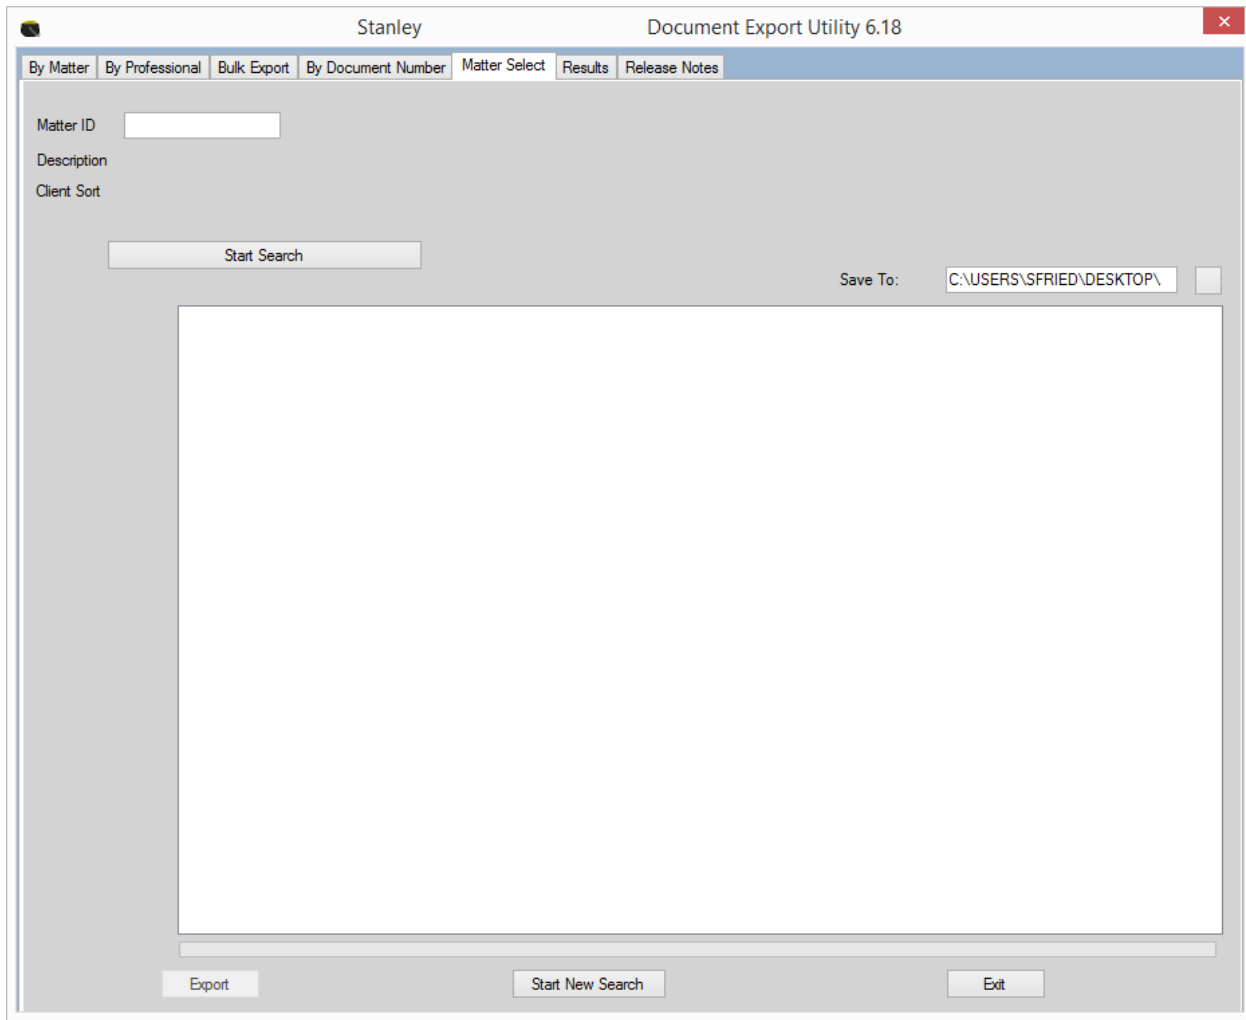 Stanley Document Export Utility 6.18
By Matter By Professional Bulk Export By Document Number Matter Select Results Release Notes
Matter ID
Description
Client Sort
Start Search
Save To: C:\USERS\SFRIED\DESKTOP\
Export Start New Search Exit